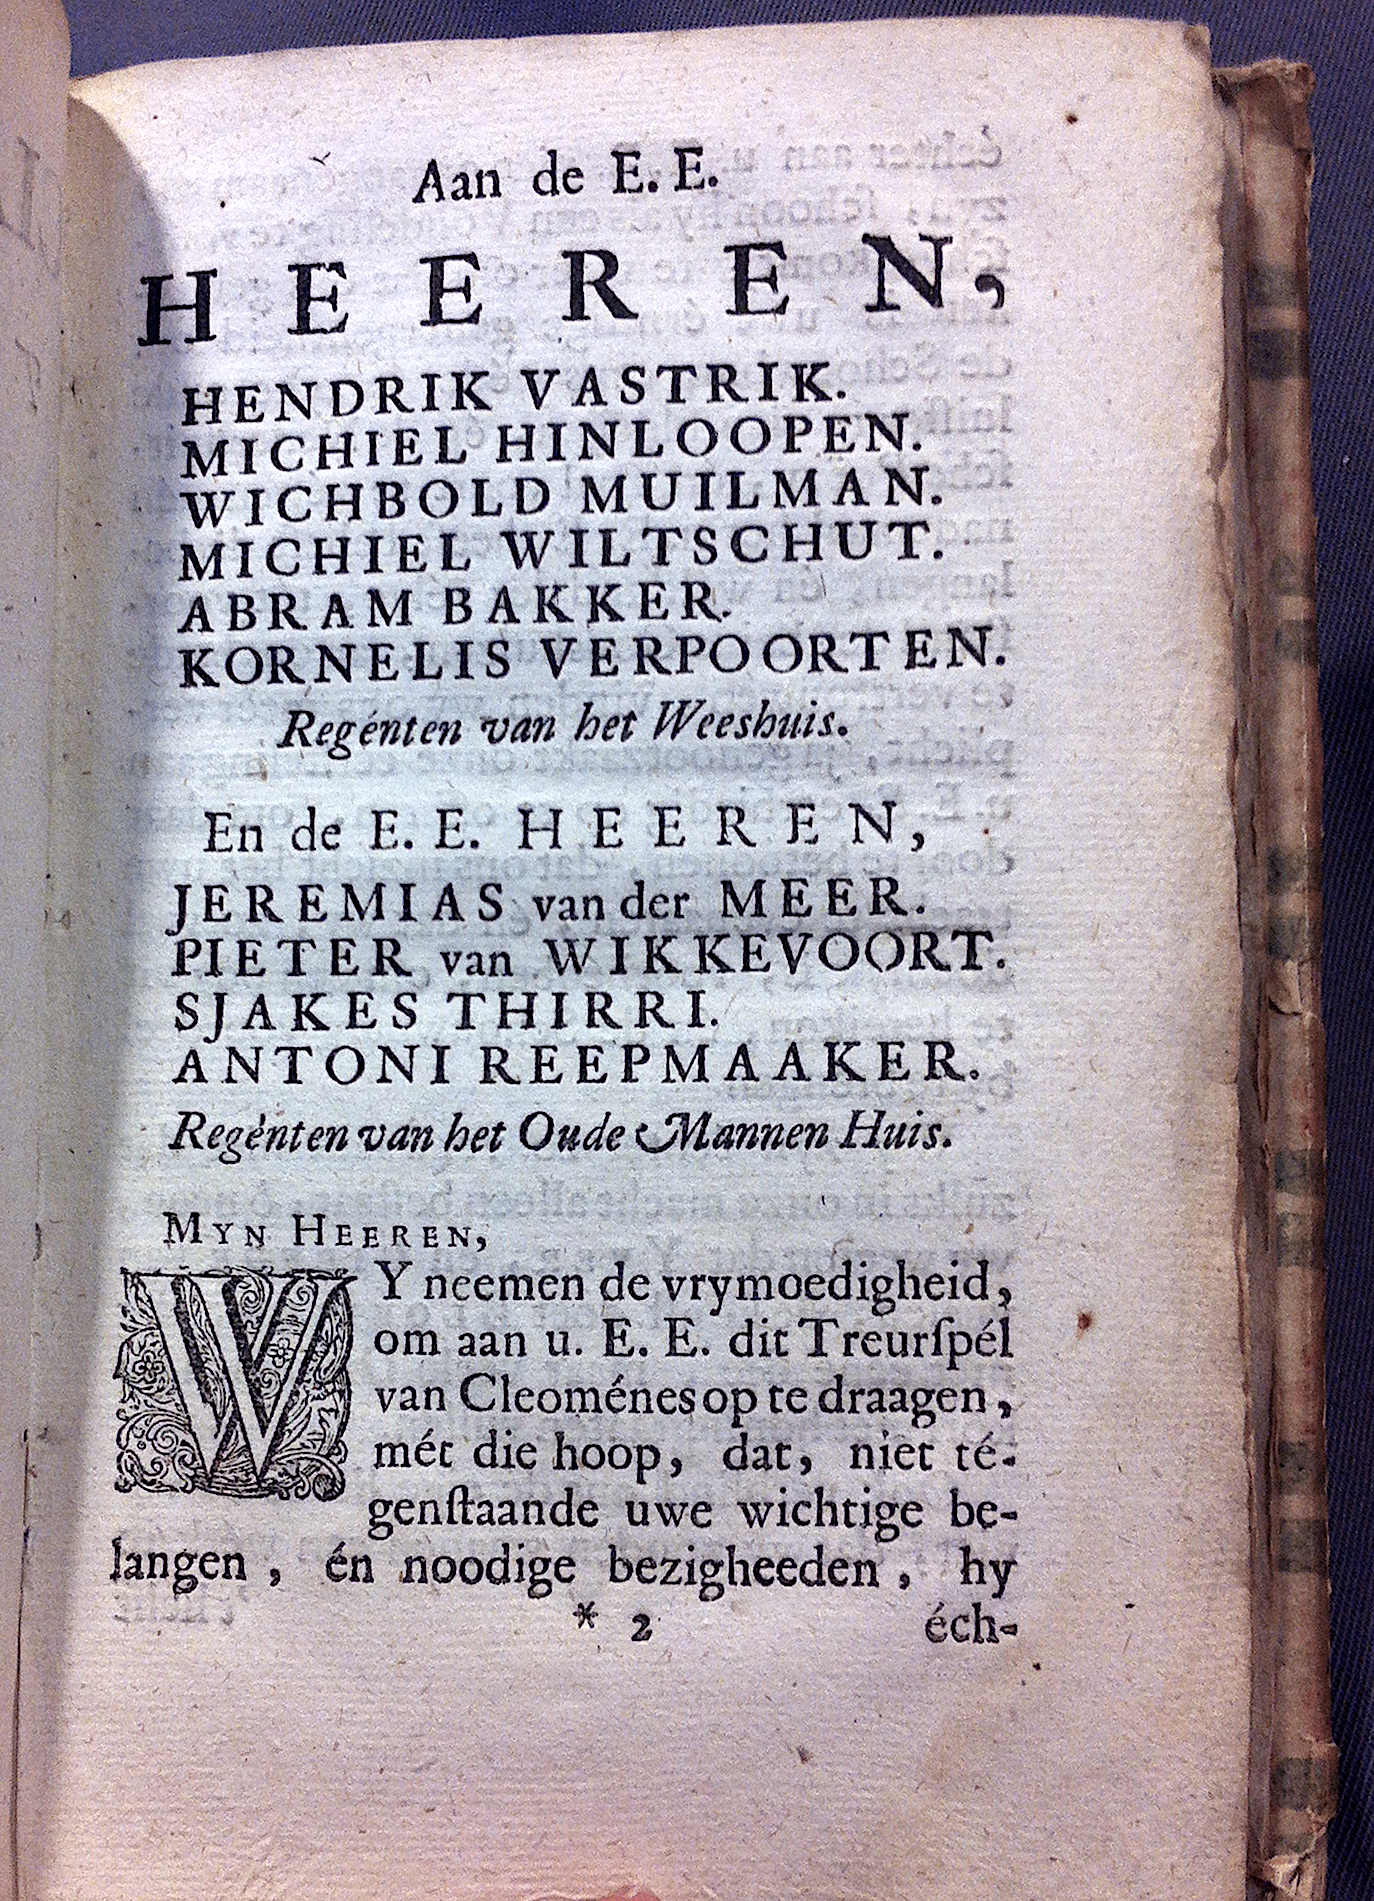 Aan de E. E.
HEEREN,
HENDRIK VASTRIK.
MICHIEL HINLOOPEN.
WICHBOLD MUILMAN.
MICHIEL WILTSCHUT.
ABRAM BAKKER.
KORNELIS VERPOORTEN.
Regénten van het Weeshuis.
En de E. E. HEEREN,
JEREMIAS van der MEER.
PIETER van WIKKEVOORT.
SJAKES THIRRI.
ANTONI REEPMAAKER.
Regénten van het Oude Mannen Huis.
MYN HEEREN,
WY neemen de vrymoedigheid,
om aan u. E. E. dit Treurſpél
van Cleoménes op te draagen,
mét die hoop, dat, niet té-
genſtaande uwe wichtige be-
langen, én noodige bezigheeden, hy
* 2 éch-